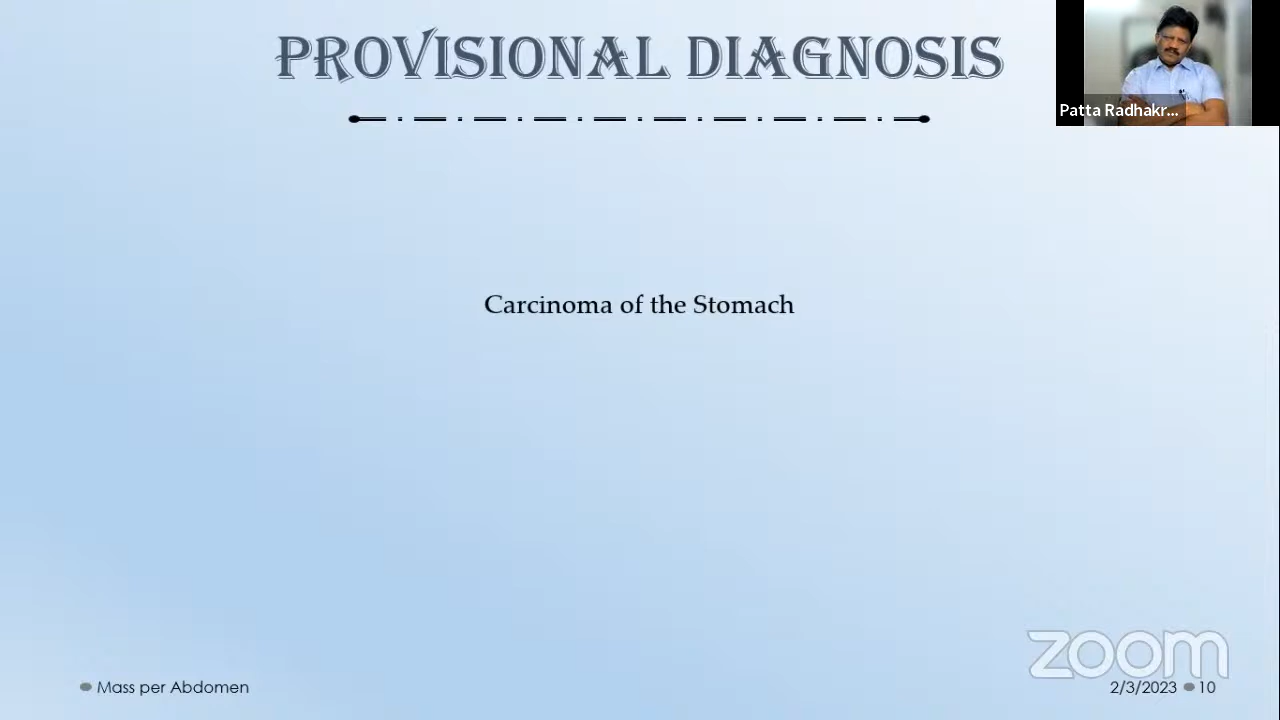 PROVISIONAL DIAGNOSIS
Patta Radhakr...
Carcinoma of the Stomach
zoom
Mass per Abdomen
2/3/2023 10